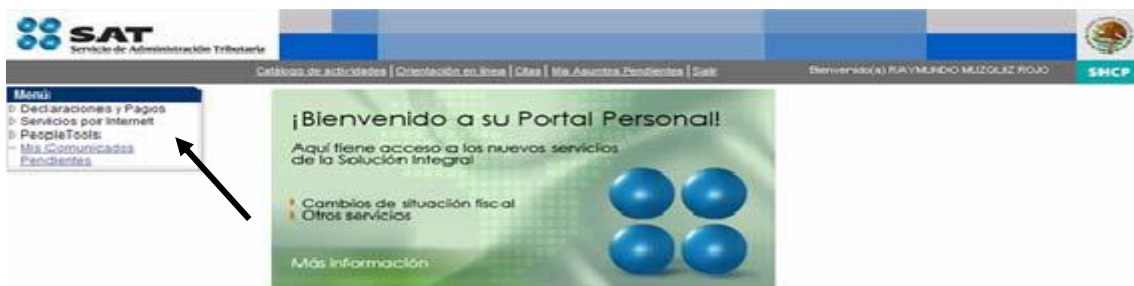 SAT
Servicio de Administración Tributaria
Catálogo de actividades | Orientación en línea | Citas | Mis Asuntos Pendientes | Salir
Bienvenido(a) RAYMUNDO ROJO
SHCP
Menú
Declaraciones y Pagos
Servicios por Internet
PeopleTools
Mis Comunicados
Pendientes
¡Bienvenido a su Portal Personal!
Aquí tiene acceso a los nuevos servicios
de la Solución Integral
Cambios de situación fiscal
Otros servicios
Más información